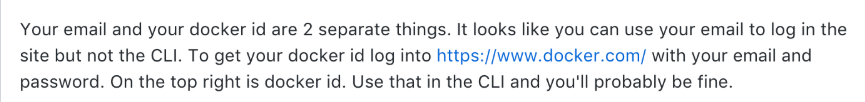 Your email and your docker id are 2 separate things. It looks like you can use your email to log in the
site but not the CLI. To get your docker id log into https://www.docker.com/ with your email and
password. On the top right is docker id. Use that in the CLI and you'll probably be fine.